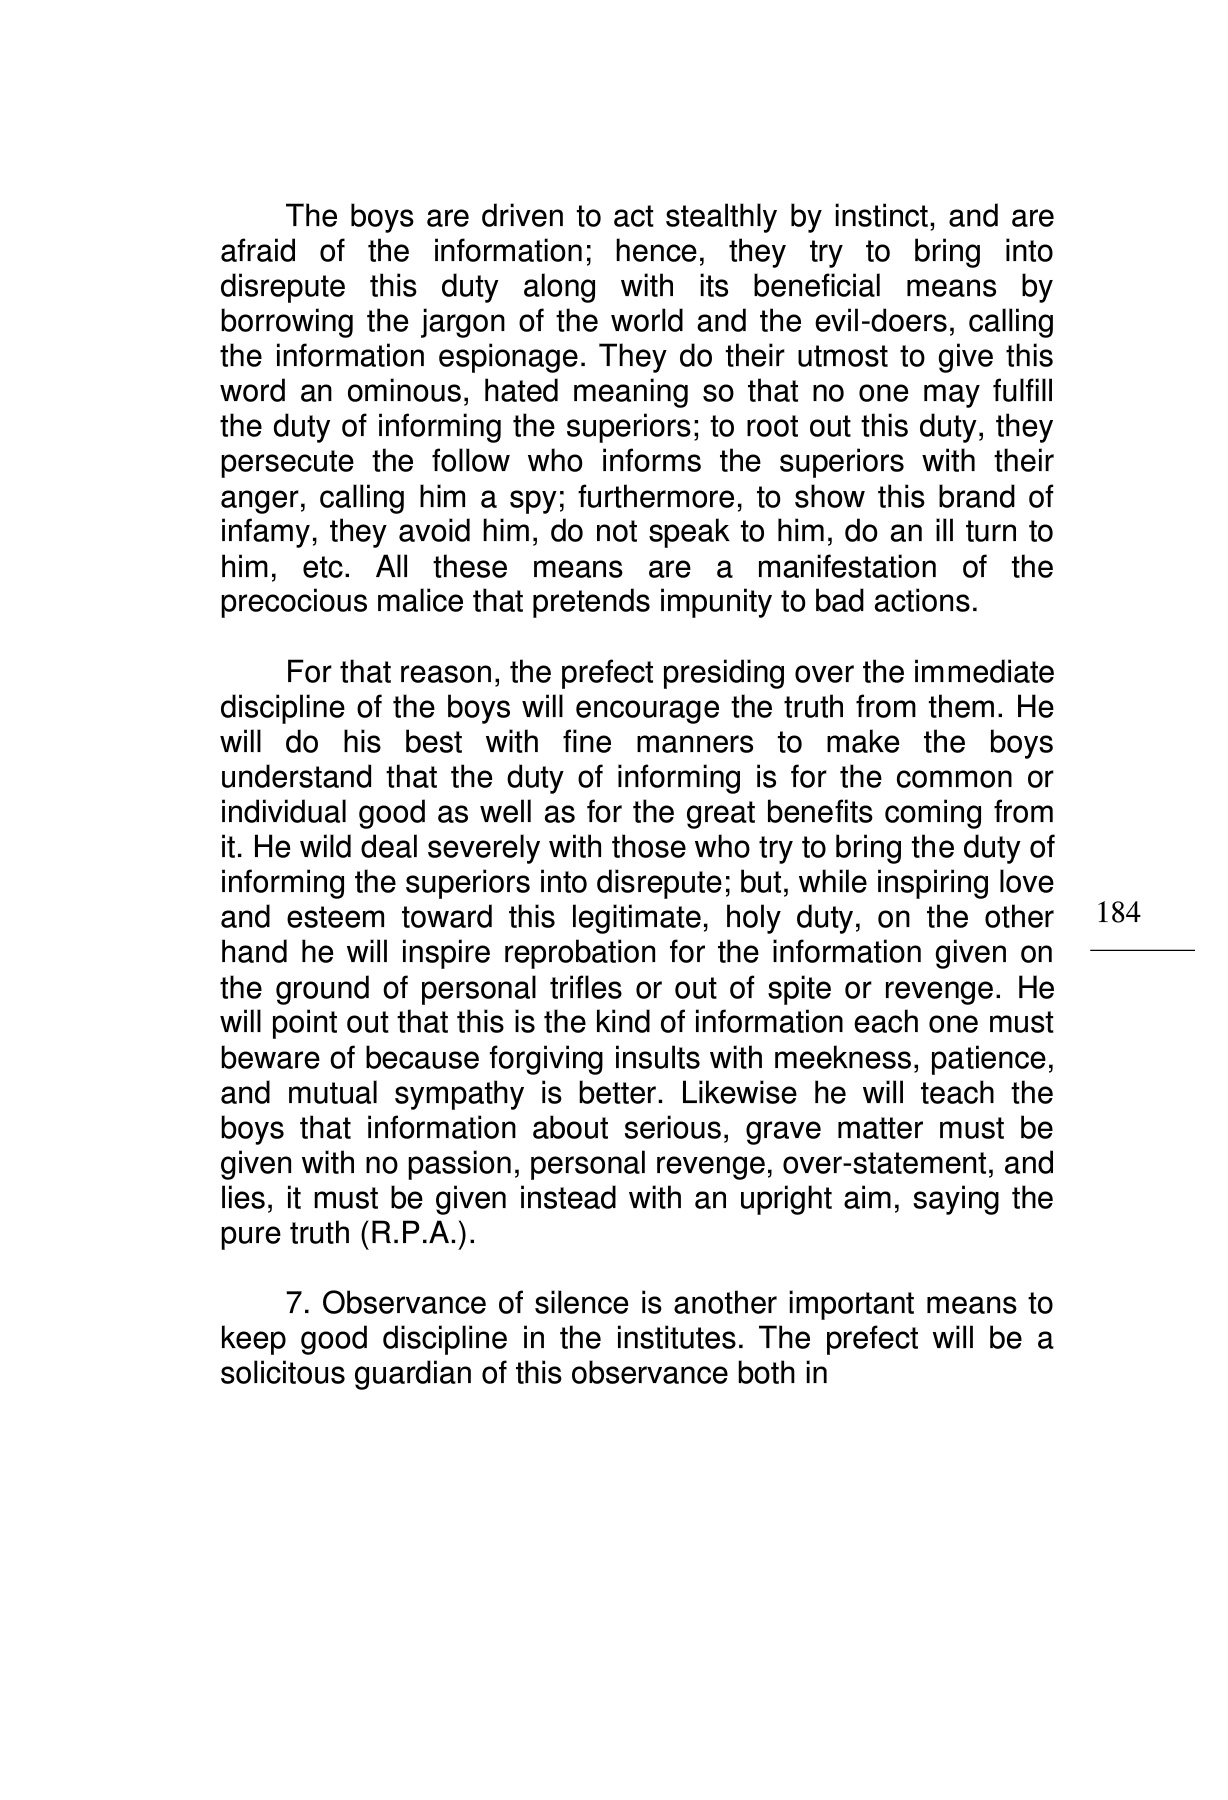 The boys are driven to act stealthly by instinct, and are
afraid of the information; hence, they try to bring into
disrepute this duty along with its beneficial means by
borrowing the jargon of the world and the evil-doers, calling
the information espionage. They do their utmost to give this
word an ominous, hated meaning so that no one may fulfill
the duty of informing the superiors; to root out this duty, they
persecute the follow who informs the superiors with their
anger, calling him a spy; furthermore, to show this brand of
infamy, they avoid him, do not speak to him, do an ill turn to
him, etc. All these means are a manifestation of the
precocious malice that pretends impunity to bad actions.
For that reason, the prefect presiding over the immediate
discipline of the boys will encourage the truth from them. He
will do his best with fine manners to make the boys
understand that the duty of informing is for the common or
individual good as well as for the great benefits coming from
it. He wild deal severely with those who try to bring the duty of
informing the superiors into disrepute; but, while inspiring love
and esteem toward this legitimate, holy duty, on the other
hand he will inspire reprobation for the information given on
the ground of personal trifles or out of spite or revenge. He
will point out that this is the kind of information each one must
beware of because forgiving insults with meekness, patience,
and mutual sympathy is better. Likewise he will teach the
boys that information about serious, grave matter must be
given with no passion, personal revenge, over-statement, and
lies, it must be given instead with an upright aim, saying the
pure truth (R.P.A.).
7. Observance of silence is another important means to
keep good discipline in the institutes. The prefect will be a
solicitous guardian of this observance both in
184